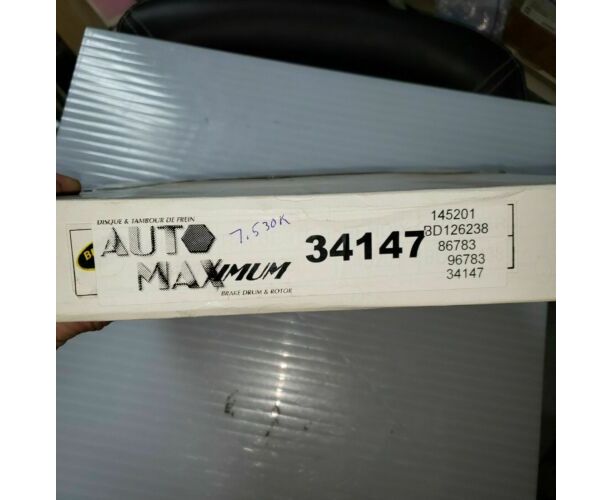 DISQUE & TAMBOUR DE FREIN
AUTO
MAXIMUM
BRAKE DRUM & ROTOR
7.530K
34147
145201
BD126238
86783
96783
34147